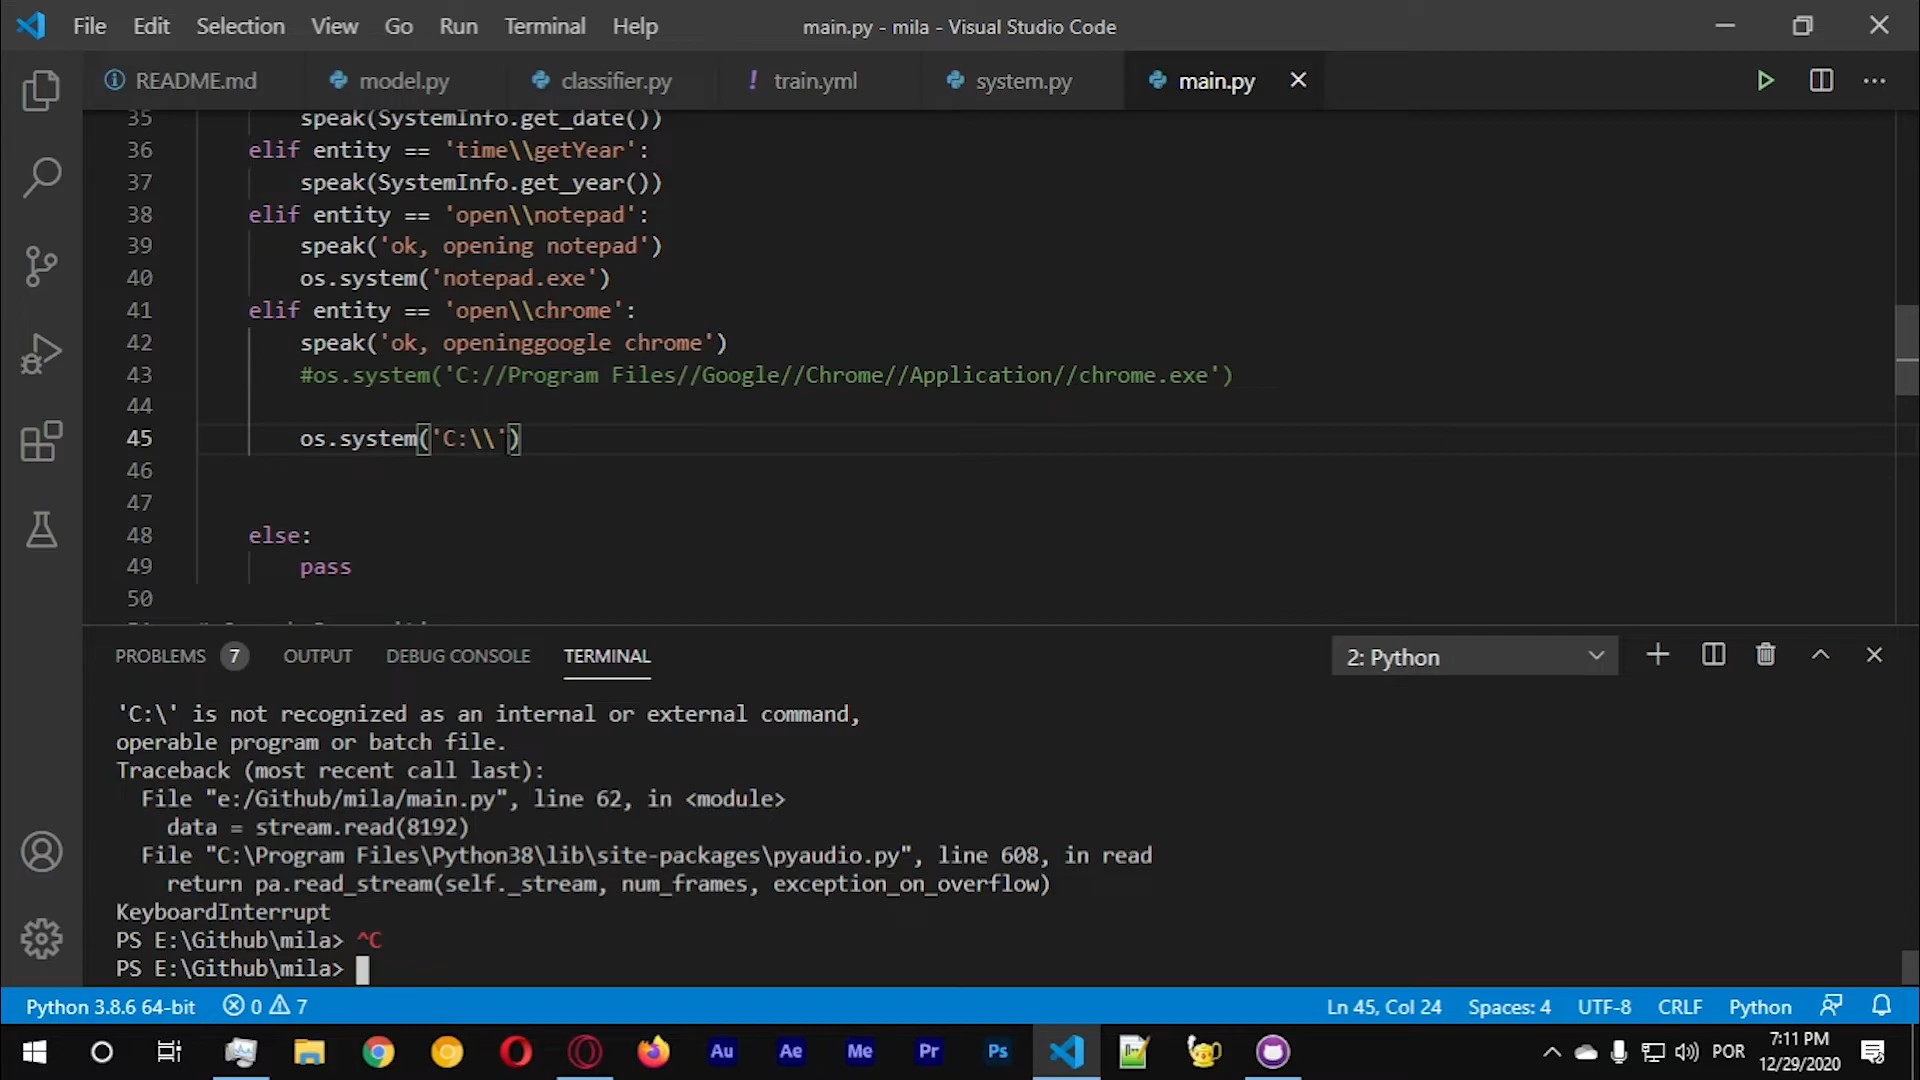 File Edit Selection View Go Run Terminal Help main.py - mila - Visual Studio Code
README.md model.py classifier.py ! train.yml system.py main.py
35 speak(SystemInfo.get_date())
36 elif entity == 'time\\getYear':
37 speak(SystemInfo.get_year())
38 elif entity == 'open\\notepad':
39 speak('ok, opening notepad')
40 os.system('notepad.exe')
41 elif entity == 'open\\chrome':
42 speak('ok, openinggoogle chrome')
43 #os.system('C://Program Files//Google//Chrome//Application//chrome.exe')
44
45 os.system('C:\\')
46
47
48 else:
49 pass
50
PROBLEMS 7 OUTPUT DEBUG CONSOLE TERMINAL 2: Python
'C:\' is not recognized as an internal or external command,
operable program or batch file.
Traceback (most recent call last):
File "e:/Github/mila/main.py", line 62, in <module>
data = stream.read(8192)
File "C:\Program Files\Python38\lib\site-packages\pyaudio.py", line 608, in read
return pa.read_stream(self._stream, num_frames, exception_on_overflow)
KeyboardInterrupt
PS E:\Github\mila> ^C
PS E:\Github\mila>
Python 3.8.6 64-bit 0 7 Ln 45, Col 24 Spaces: 4 UTF-8 CRLF Python
Au Ae Me Pr Ps POR 7:11 PM
12/29/2020